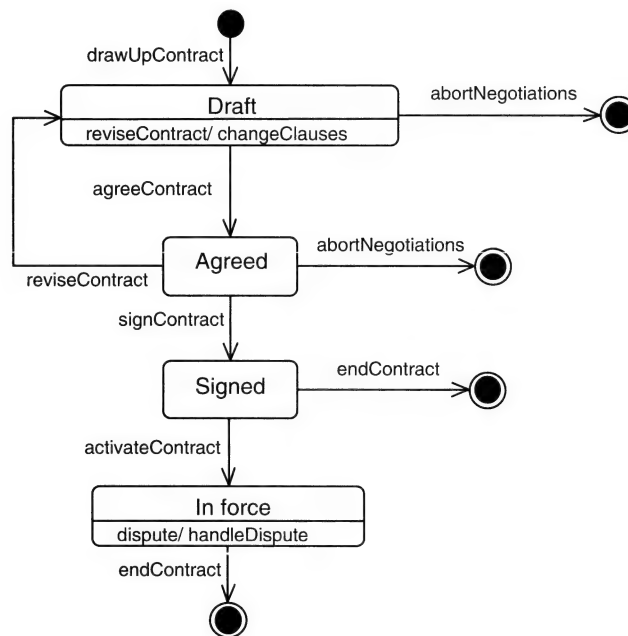 drawUpContract
Draft
abortNegotiations
reviseContract/ changeClauses
agreeContract
Agreed
abortNegotiations
reviseContract
signContract
Signed
endContract
activateContract
In force
dispute/ handleDispute
endContract